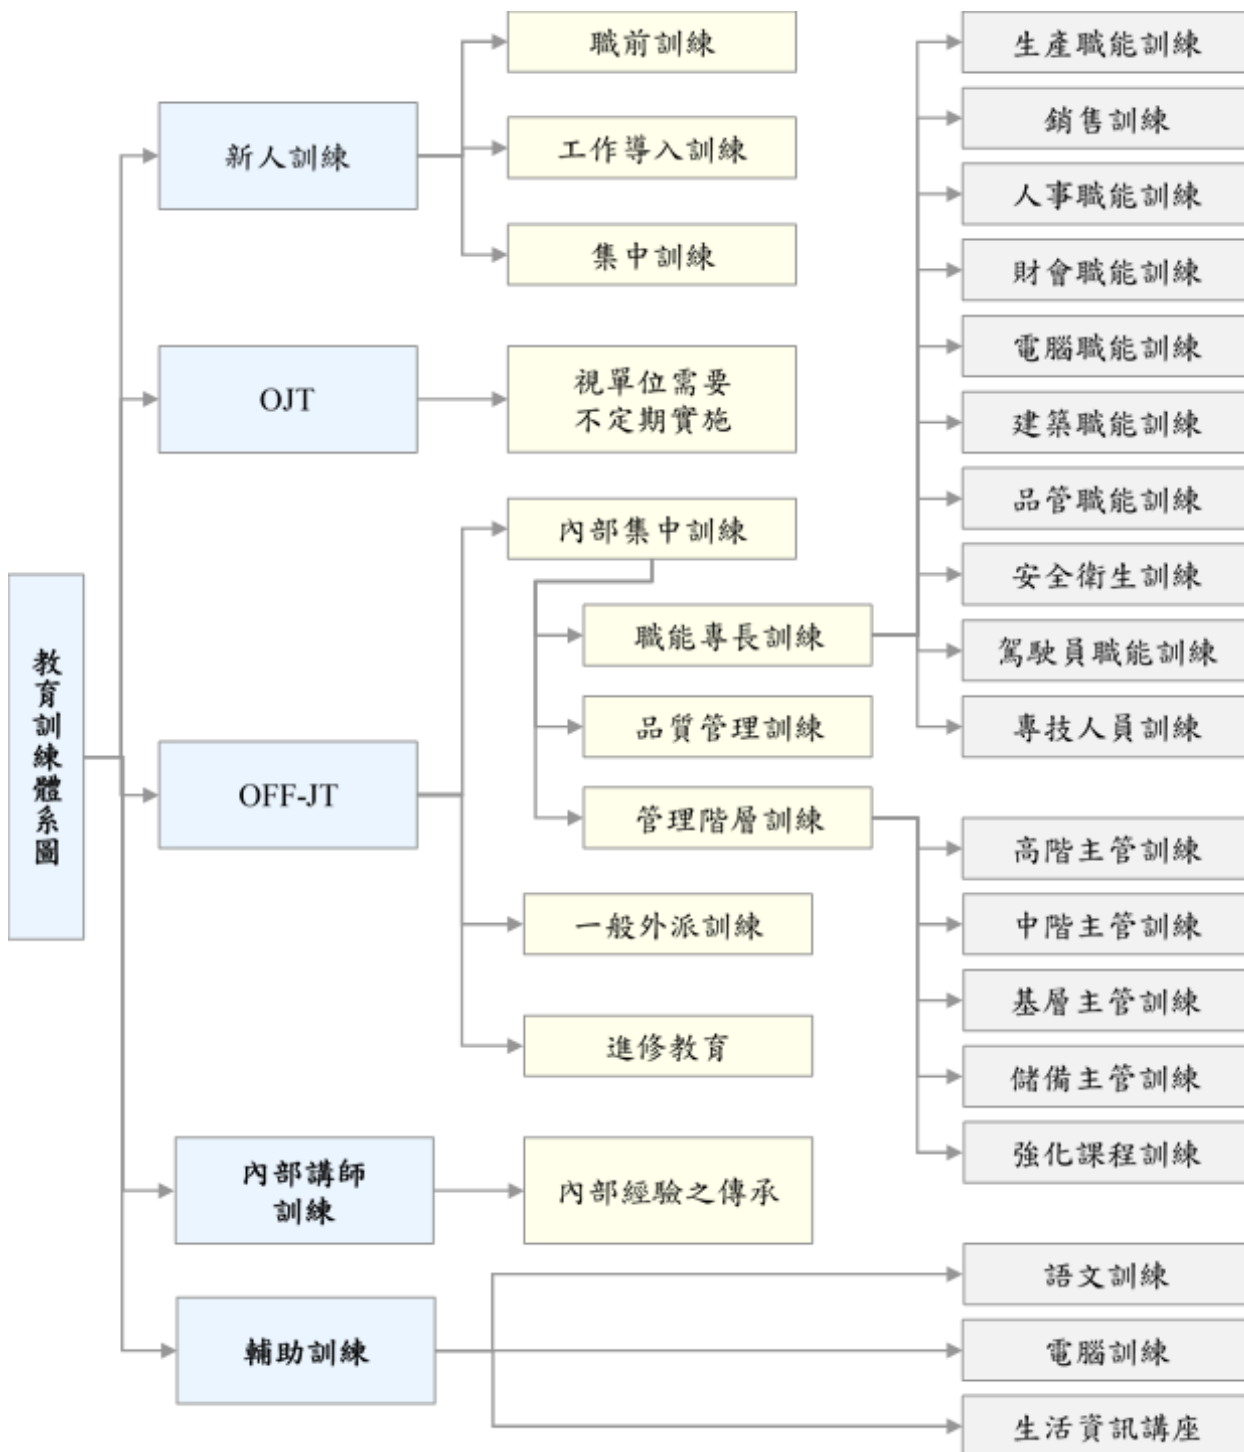 教育訓練體系圖
新人訓練
職前訓練
工作導入訓練
集中訓練
OJT
視單位需要
不定期實施
OFF-JT
內部集中訓練
職能專長訓練
生產職能訓練
銷售訓練
人事職能訓練
財會職能訓練
電腦職能訓練
建築職能訓練
品管職能訓練
安全衛生訓練
駕駛員職能訓練
專技人員訓練
品質管理訓練
管理階層訓練
高階主管訓練
中階主管訓練
基層主管訓練
儲備主管訓練
強化課程訓練
一般外派訓練
進修教育
內部講師
訓練
內部經驗之傳承
輔助訓練
語文訓練
電腦訓練
生活資訊講座